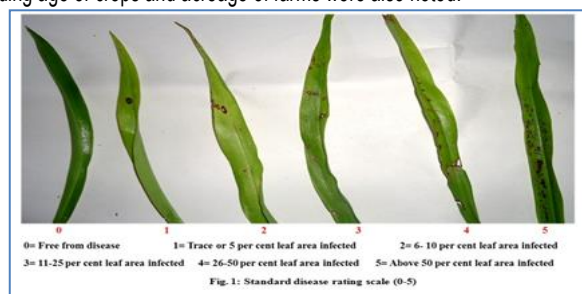 ding age of crops and acreage of farms were also noted.
0 1 2 3 4 5
0= Free from disease 1= Trace or 5 per cent leaf area infected 2= 6- 10 per cent leaf area infected
3= 11-25 per cent leaf area infected 4= 26-50 per cent leaf area infected 5= Above 50 per cent leaf area infected
Fig. 1: Standard disease rating scale (0-5)